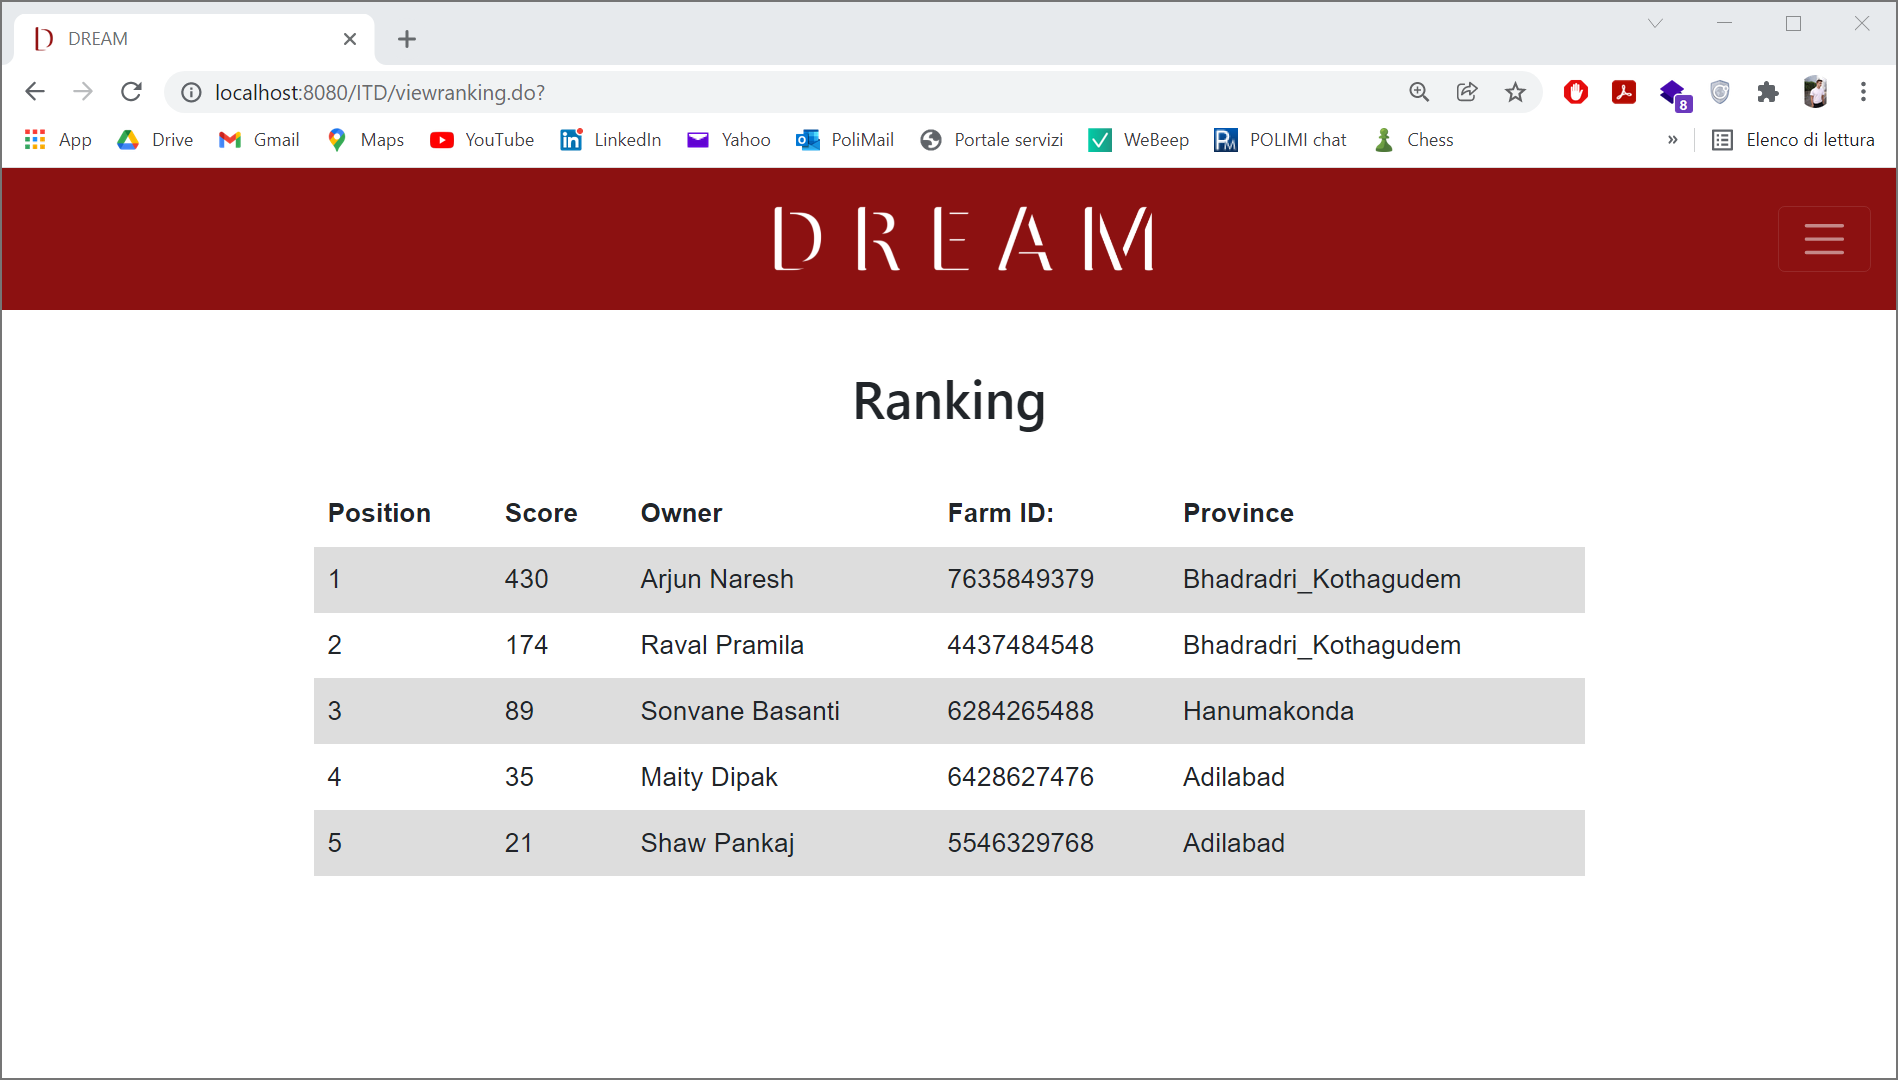 DREAM
localhost:8080/ITD/viewranking.do?
8
App Drive Gmail Maps YouTube LinkedIn Yahoo PoliMail Portale servizi WeBeep POLIMI chat Chess » Elenco di lettura
DREAM
Ranking
Position Score Owner Farm ID: Province
1 430 Arjun Naresh 7635849379 Bhadradri_Kothagudem
2 174 Raval Pramila 4437484548 Bhadradri_Kothagudem
3 89 Sonvane Basanti 6284265488 Hanumakonda
4 35 Maity Dipak 6428627476 Adilabad
5 21 Shaw Pankaj 5546329768 Adilabad